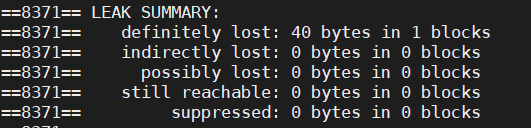 ==8371== LEAK SUMMARY:
==8371==    definitely lost: 40 bytes in 1 blocks
==8371==    indirectly lost: 0 bytes in 0 blocks
==8371==      possibly lost: 0 bytes in 0 blocks
==8371==    still reachable: 0 bytes in 0 blocks
==8371==         suppressed: 0 bytes in 0 blocks